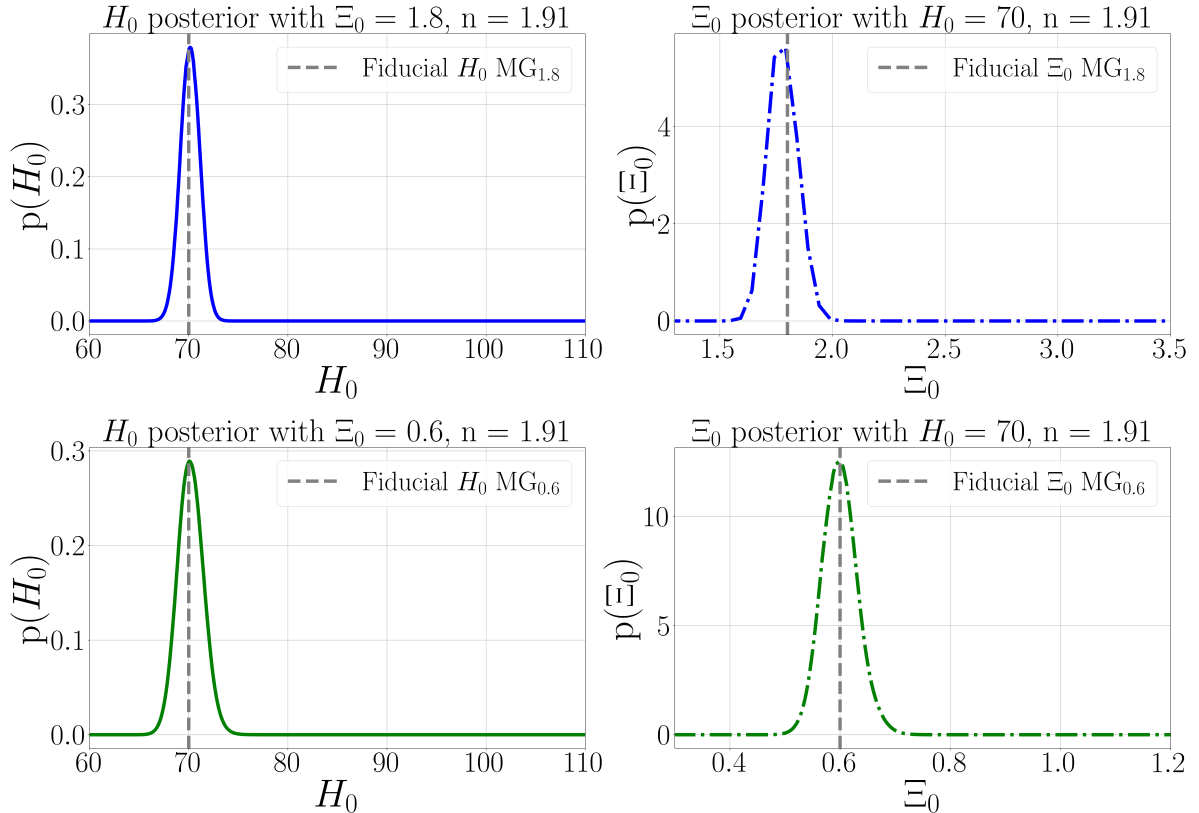 H₀ posterior with Ξ₀ = 1.8, n = 1.91
Fiducial H₀ MG₁.₈
p(H₀)
0.3
0.2
0.1
0.0
60 70 80 90 100 110
H₀
Ξ₀ posterior with H₀ = 70, n = 1.91
Fiducial Ξ₀ MG₁.₈
p(Ξ₀)
4
2
0
1.5 2.0 2.5 3.0 3.5
Ξ₀
H₀ posterior with Ξ₀ = 0.6, n = 1.91
Fiducial H₀ MG₀.₆
p(H₀)
0.3
0.2
0.1
0.0
60 70 80 90 100 110
H₀
Ξ₀ posterior with H₀ = 70, n = 1.91
Fiducial Ξ₀ MG₀.₆
p(Ξ₀)
10
5
0
0.4 0.6 0.8 1.0 1.2
Ξ₀